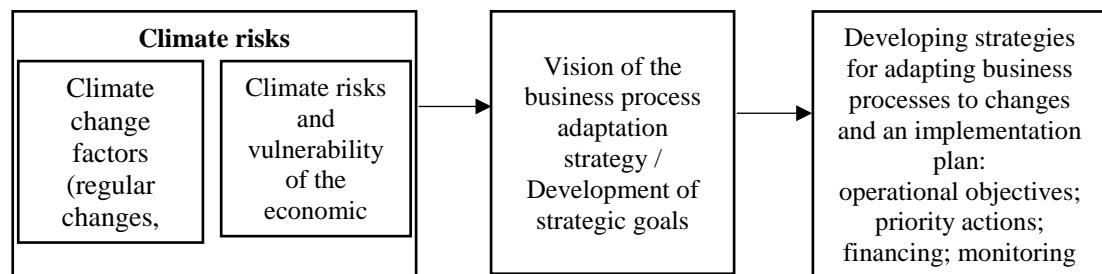 Climate risks
Climate
change
factors
(regular
changes,
Climate risks
and
vulnerability
of the
economic
Vision of the
business process
adaptation
strategy /
Development of
strategic goals
Developing strategies
for adapting business
processes to changes
and an implementation
plan:
operational objectives;
priority actions;
financing; monitoring